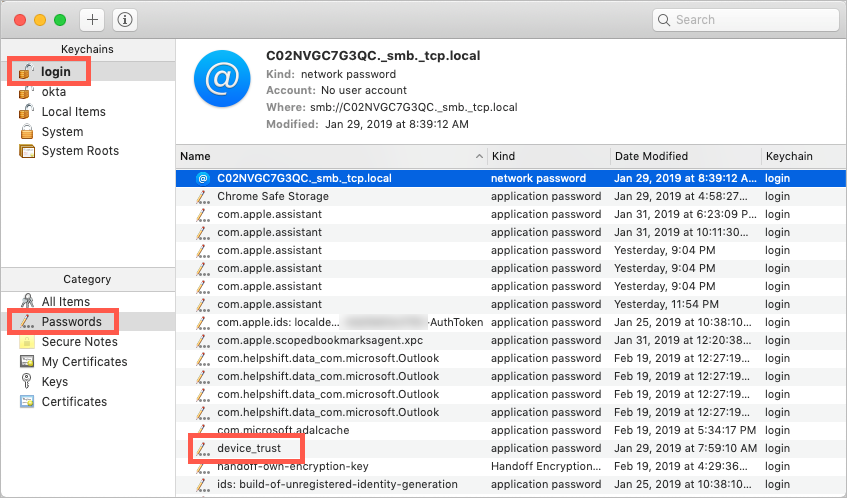 Search
Keychains
login
okta
Local Items
System
System Roots
C02NVGC7G3QC._smb._tcp.local
Kind: network password
Account: No user account
Where: smb://C02NVGC7G3QC._smb._tcp.local
Modified: Jan 29, 2019 at 8:39:12 AM
Name Kind Date Modified Keychain
C02NVGC7G3QC._smb._tcp.local network password Jan 29, 2019 at 8:39:12 A... login
Chrome Safe Storage application password Jan 29, 2019 at 4:58:27... login
com.apple.assistant application password Jan 31, 2019 at 6:23:09 P... login
com.apple.assistant application password Jan 31, 2019 at 10:11:30... login
com.apple.assistant application password Yesterday, 9:04 PM login
com.apple.assistant application password Yesterday, 9:04 PM login
com.apple.assistant application password Yesterday, 9:04 PM login
com.apple.assistant application password Yesterday, 11:54 PM login
com.apple.ids: localde... -AuthToken application password Jan 25, 2019 at 10:38:10... login
com.apple.scopedbookmarksagent.xpc application password Jan 31, 2019 at 12:20:38... login
com.helpshift.data_com.microsoft.Outlook application password Feb 19, 2019 at 12:27:19... login
com.helpshift.data_com.microsoft.Outlook application password Feb 19, 2019 at 12:27:19... login
com.helpshift.data_com.microsoft.Outlook application password Feb 19, 2019 at 12:27:19... login
com.helpshift.data_com.microsoft.Outlook application password Feb 19, 2019 at 12:27:19... login
com.microsoft.adalcache application password Feb 19, 2019 at 5:34:17 PM login
device_trust application password Jan 29, 2019 at 7:59:10 AM login
handoff-own-encryption-key Handoff Encryption... Feb 19, 2019 at 4:29:36... login
ids: build-of-unregistered-identity-generation application password Jan 25, 2019 at 10:38:10... login
Category
All Items
Passwords
Secure Notes
My Certificates
Keys
Certificates